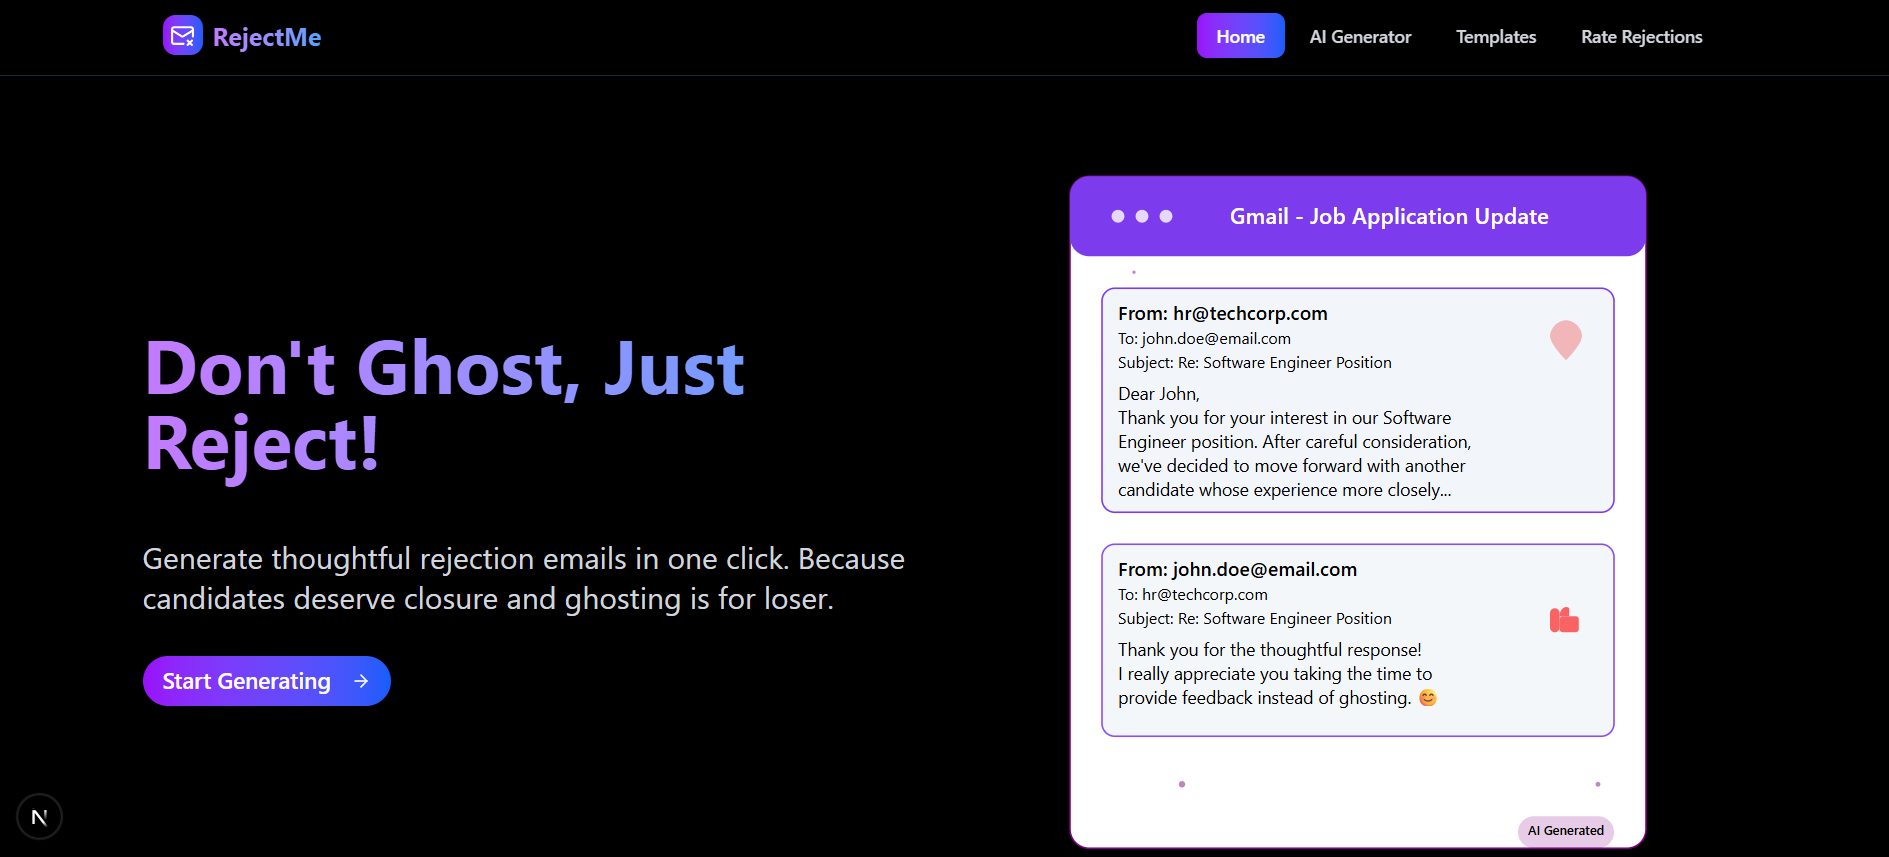 RejectMe
Home
AI Generator
Templates
Rate Rejections
Don't Ghost, Just
Reject!
Generate thoughtful rejection emails in one click. Because
candidates deserve closure and ghosting is for loser.
Start Generating
N
Gmail - Job Application Update
From: hr@techcorp.com
To: john.doe@email.com
Subject: Re: Software Engineer Position
Dear John,
Thank you for your interest in our Software
Engineer position. After careful consideration,
we've decided to move forward with another
candidate whose experience more closely...
From: john.doe@email.com
To: hr@techcorp.com
Subject: Re: Software Engineer Position
Thank you for the thoughtful response!
I really appreciate you taking the time to
provide feedback instead of ghosting. 😊
AI Generated